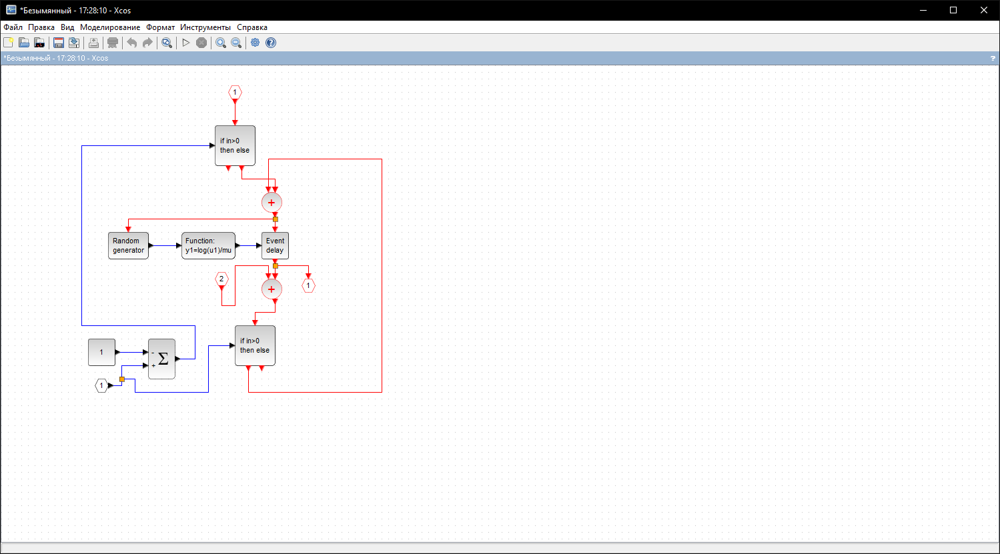 *Безымянный - 17:28:10 - Xcos
Файл Правка Вид Моделирование Формат Инструменты Справка
*Безымянный - 17:28:10 - Xcos ?
1
if in>0
then else
+
Random
generator
Function:
y1=log(u1)/mu
Event
delay
2
+
1
if in>0
then else
1
-
+
Σ
1